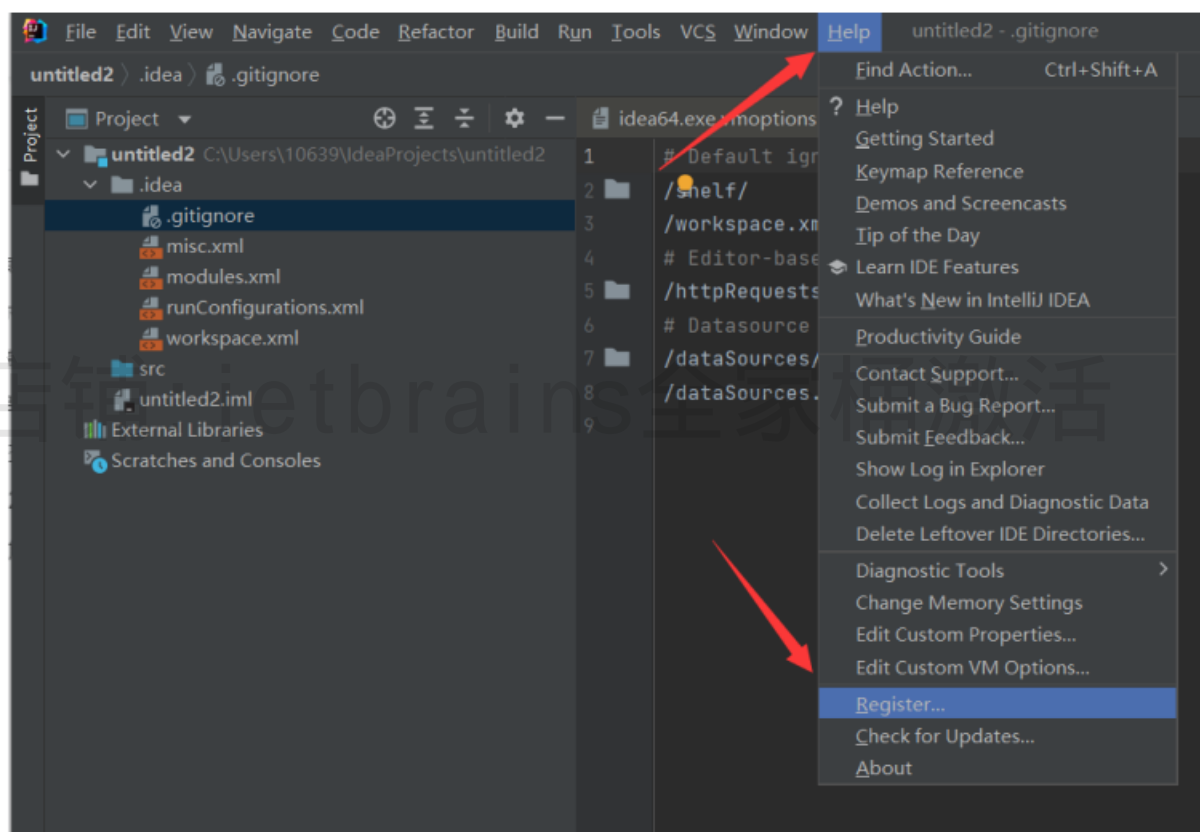 File Edit View Navigate Code Refactor Build Run Tools VCS Window Help untitled2 - .gitignore
untitled2 .idea .gitignore
Project
Project
untitled2 C:\Users\10639\IdeaProjects\untitled2
.idea
.gitignore
misc.xml
modules.xml
runConfigurations.xml
workspace.xml
src
untitled2.iml
External Libraries
Scratches and Consoles
idea64.exe.vmoptions
1 # Default ign
2 /shelf/
3 /workspace.xm
4 # Editor-base
5 /httpRequests
6 # Datasource
7 /dataSources/
8 /dataSources.
9
Find Action... Ctrl+Shift+A
? Help
Getting Started
Keymap Reference
Demos and Screencasts
Tip of the Day
Learn IDE Features
What's New in IntelliJ IDEA
Productivity Guide
Contact Support...
Submit a Bug Report...
Submit Feedback...
Show Log in Explorer
Collect Logs and Diagnostic Data
Delete Leftover IDE Directories...
Diagnostic Tools
Change Memory Settings
Edit Custom Properties...
Edit Custom VM Options...
Register...
Check for Updates...
About
店铺:jetbrains全家桶激活